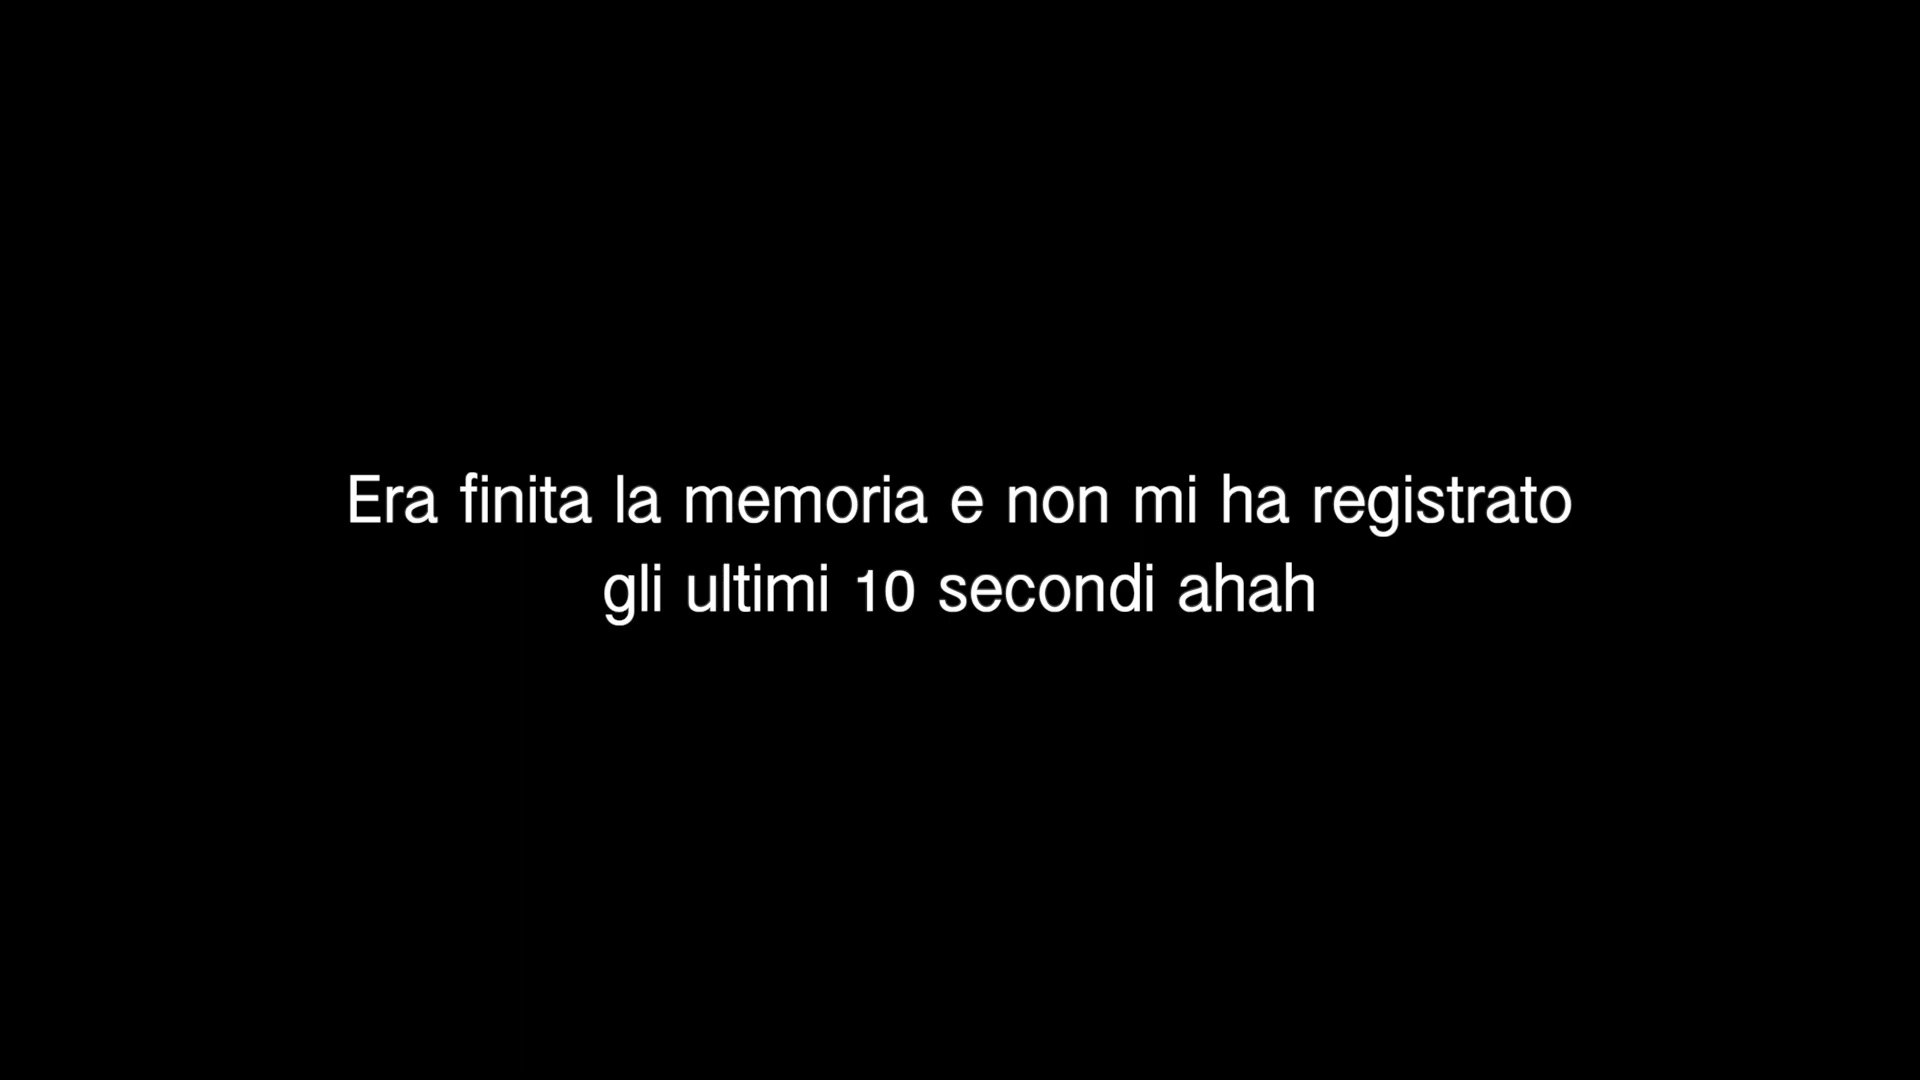 Era finita la memoria e non mi ha registrato
gli ultimi 10 secondi ahah